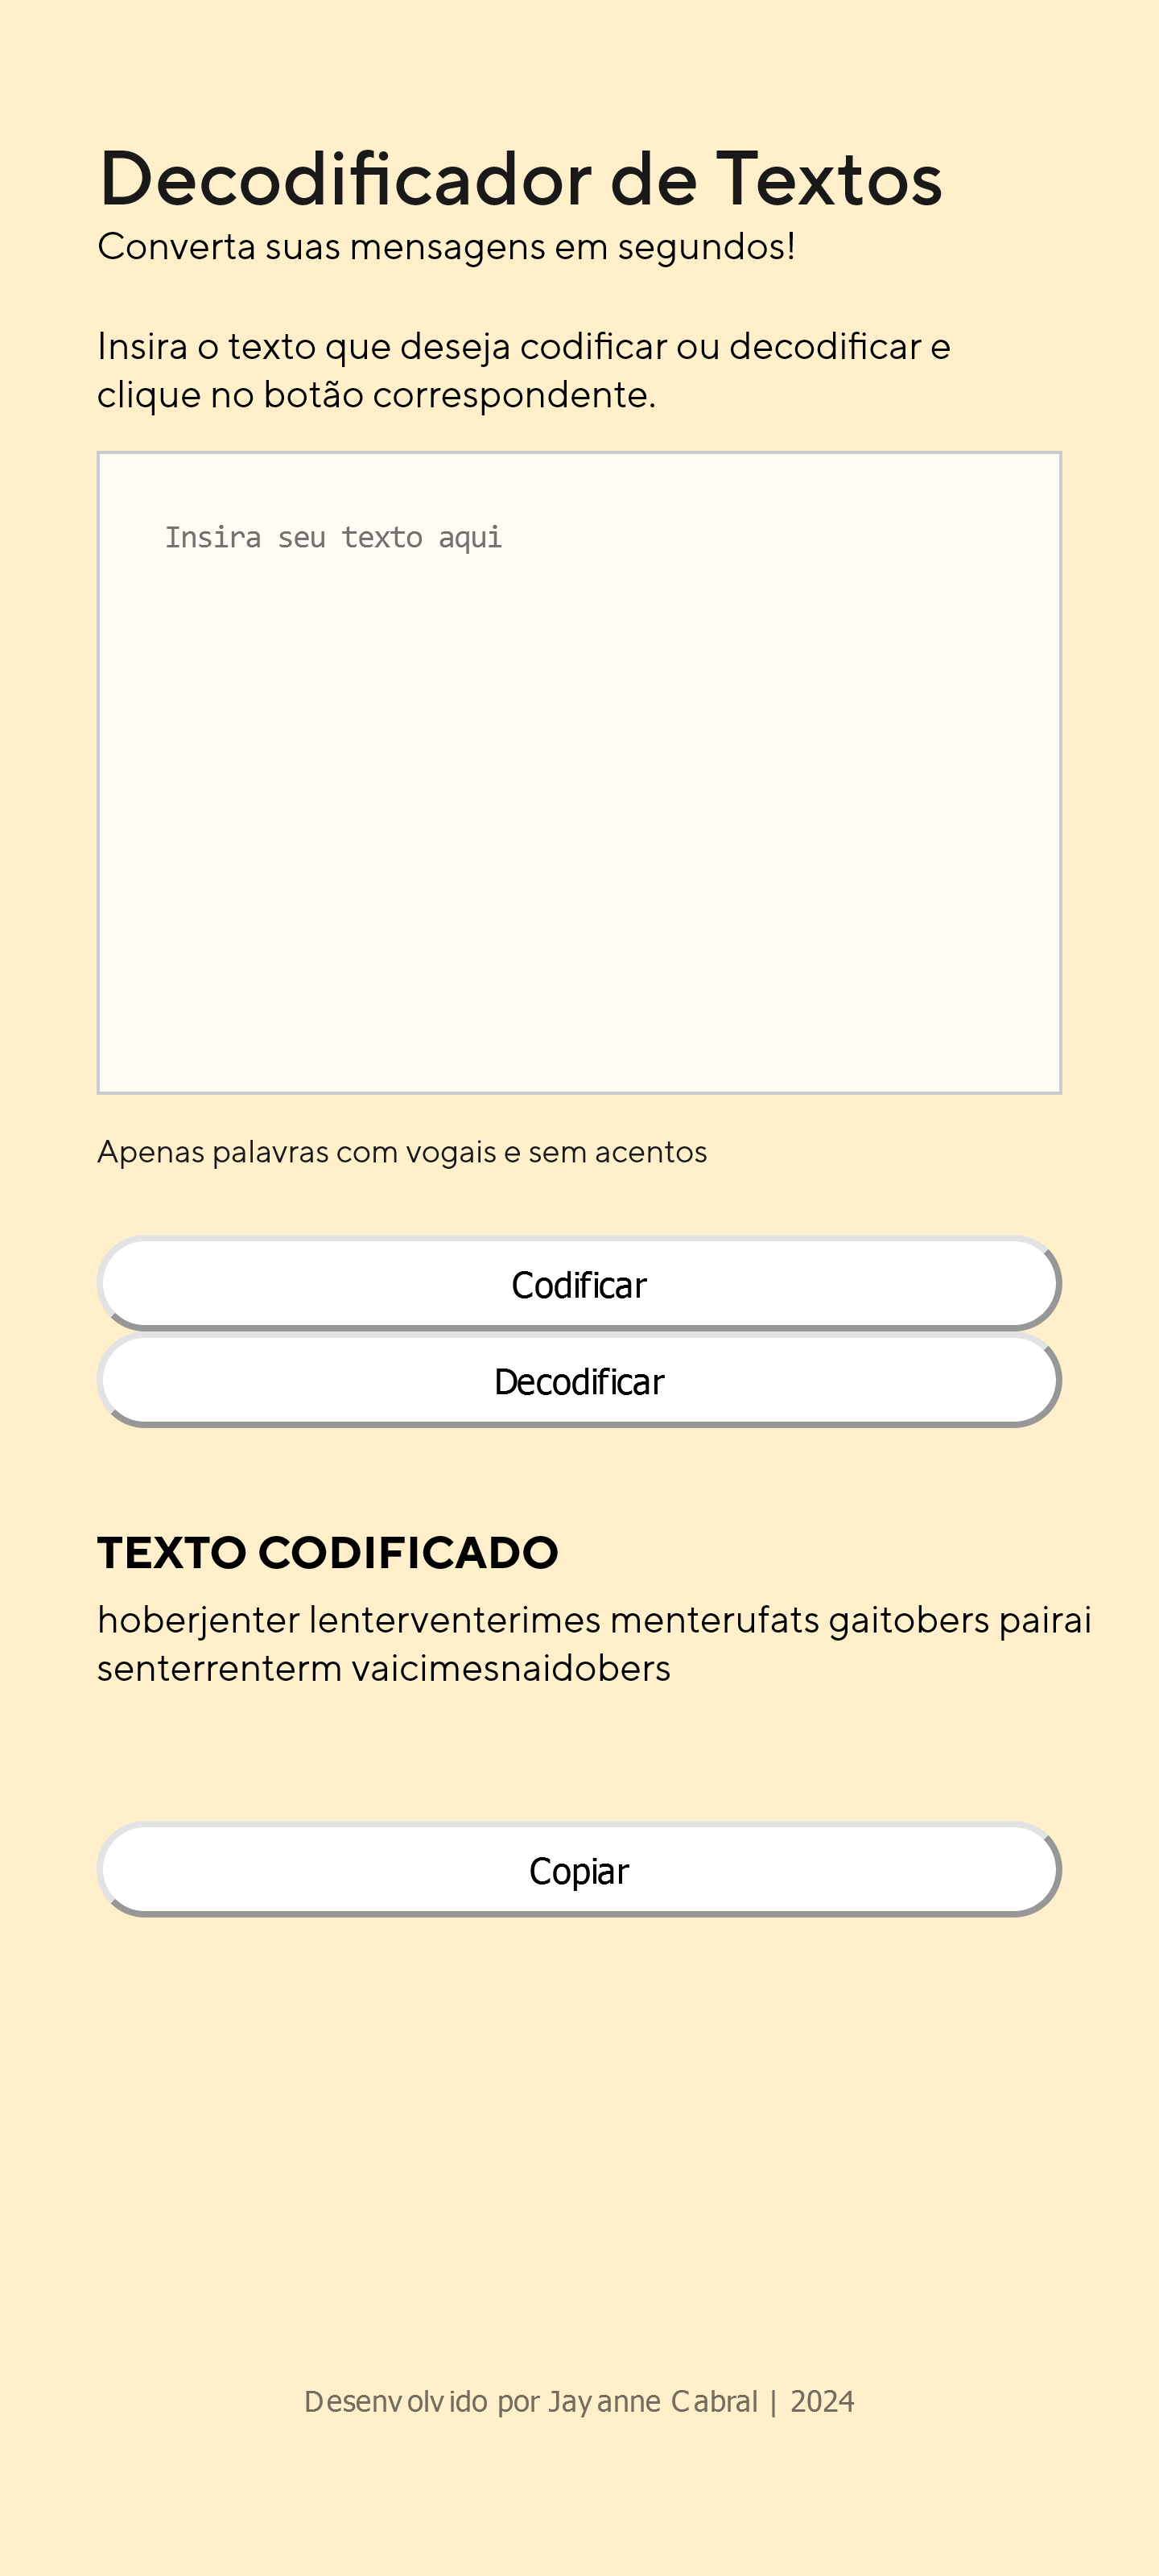 Decodificador de Textos
Converta suas mensagens em segundos!
Insira o texto que deseja codificar ou decodificar e
clique no botão correspondente.
Insira seu texto aqui
Apenas palavras com vogais e sem acentos
Codificar
Decodificar
TEXTO CODIFICADO
hoberjenter lenterventerimes menterufats gaitobers pairai
senterrenterm vaicimesnaidobers
Copiar
Desenvolvido por Jayanne Cabral | 2024